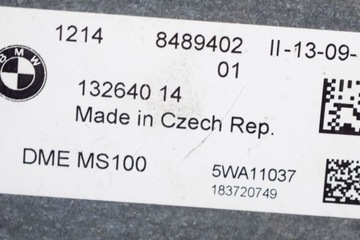 BMW
1214 8489402 II-13-09-
01
132640 14
Made in Czech Rep.
DME MS100 5WA11037
183720749